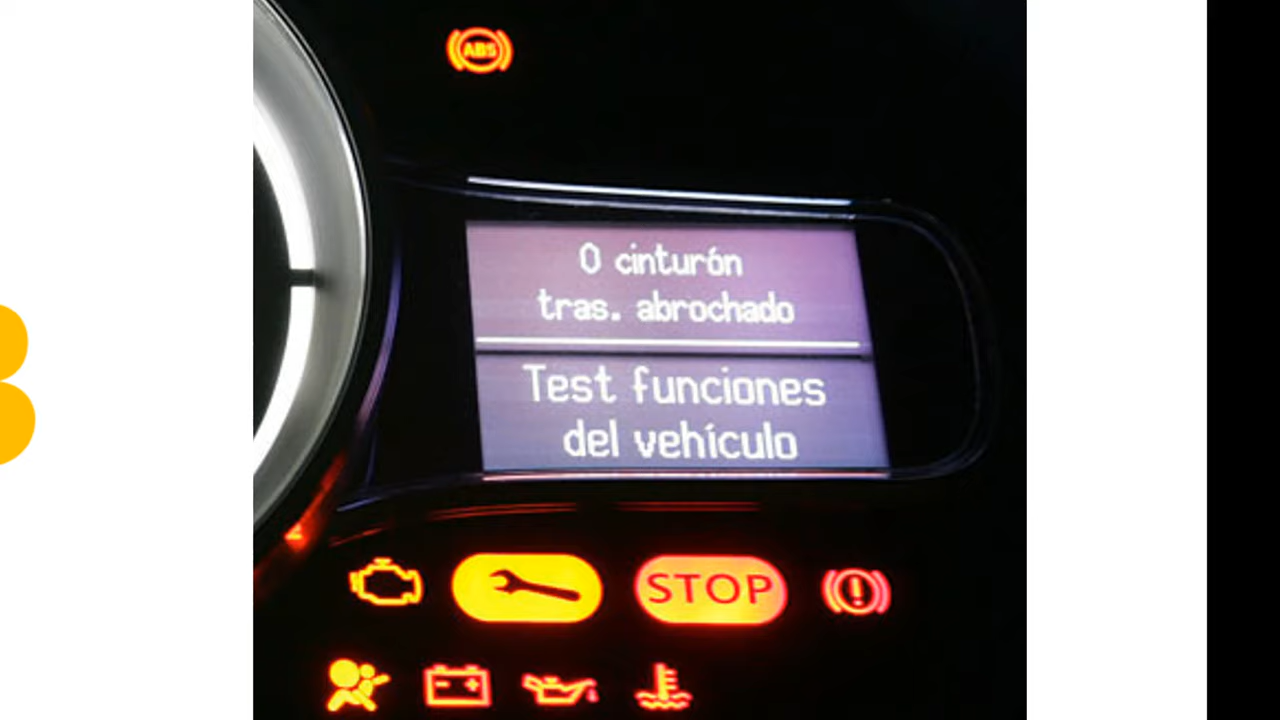 ABS
0 cinturón
tras. abrochado
Test funciones
del vehículo
STOP